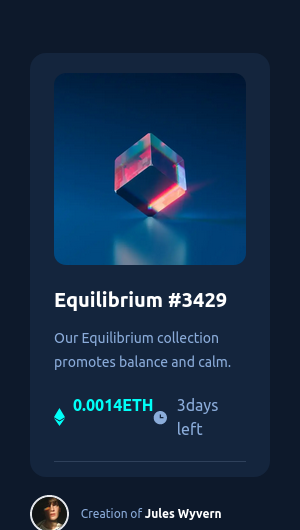 Equilibrium #3429
Our Equilibrium collection
promotes balance and calm.
0.0014ETH 3days
left
Creation of Jules Wyvern